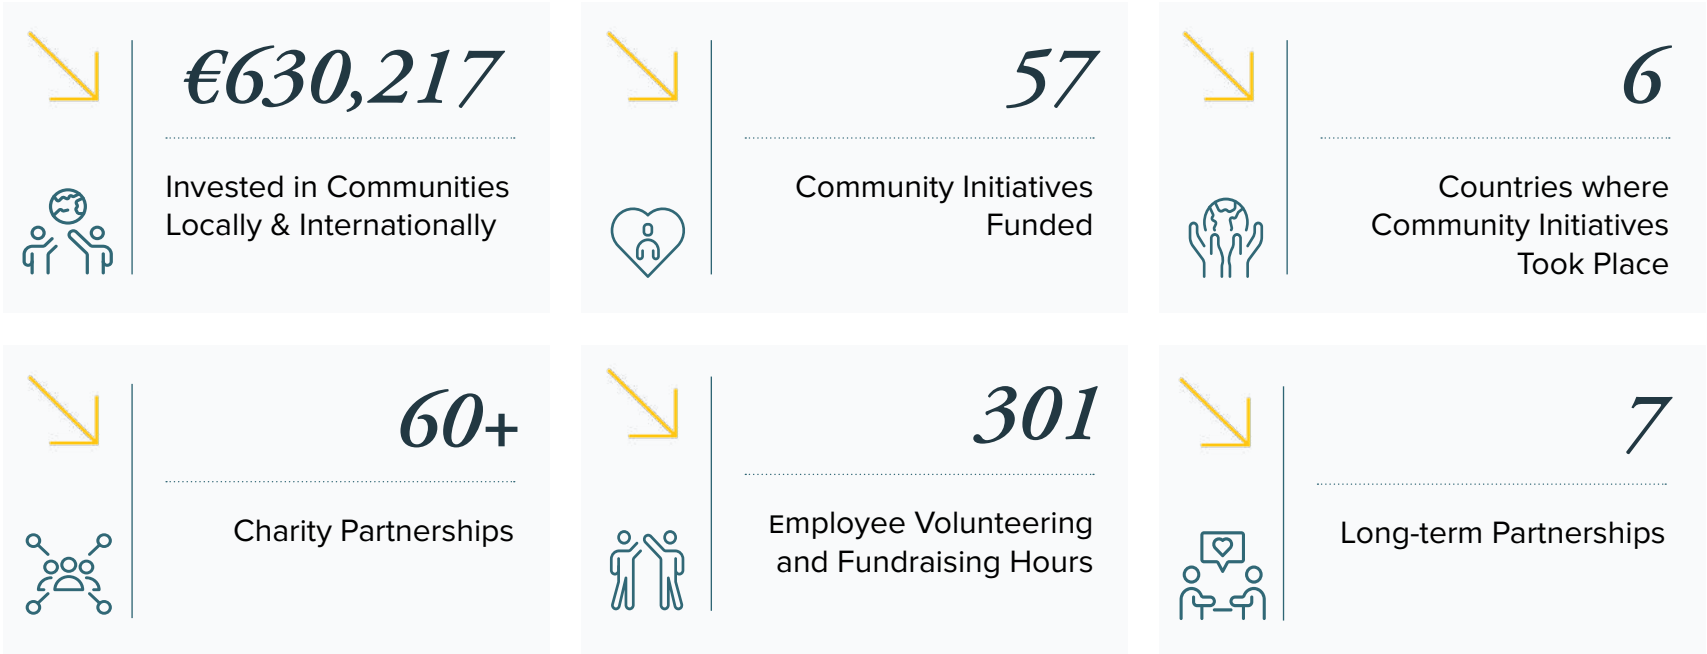 €630,217
Invested in Communities
Locally & Internationally
57
Community Initiatives
Funded
6
Countries where
Community Initiatives
Took Place
60+
Charity Partnerships
301
Employee Volunteering
and Fundraising Hours
7
Long-term Partnerships